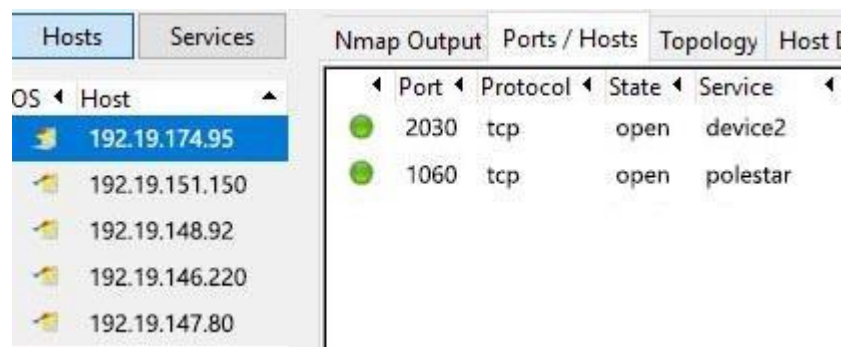 Hosts Services
OS Host
192.19.174.95
192.19.151.150
192.19.148.92
192.19.146.220
192.19.147.80
Nmap Output Ports / Hosts Topology Host D
Port Protocol State Service
2030 tcp open device2
1060 tcp open polestar